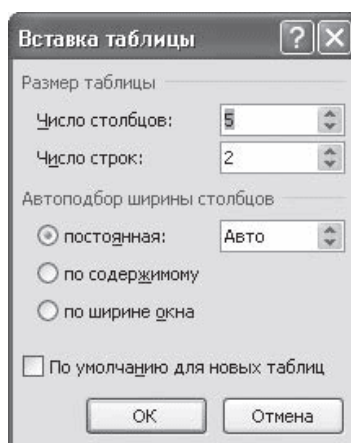 Вставка таблицы
Размер таблицы
Число столбцов: 5
Число строк: 2
Автоподбор ширины столбцов
постоянная: Авто
по содержимому
по ширине окна
По умолчанию для новых таблиц
ОК Отмена